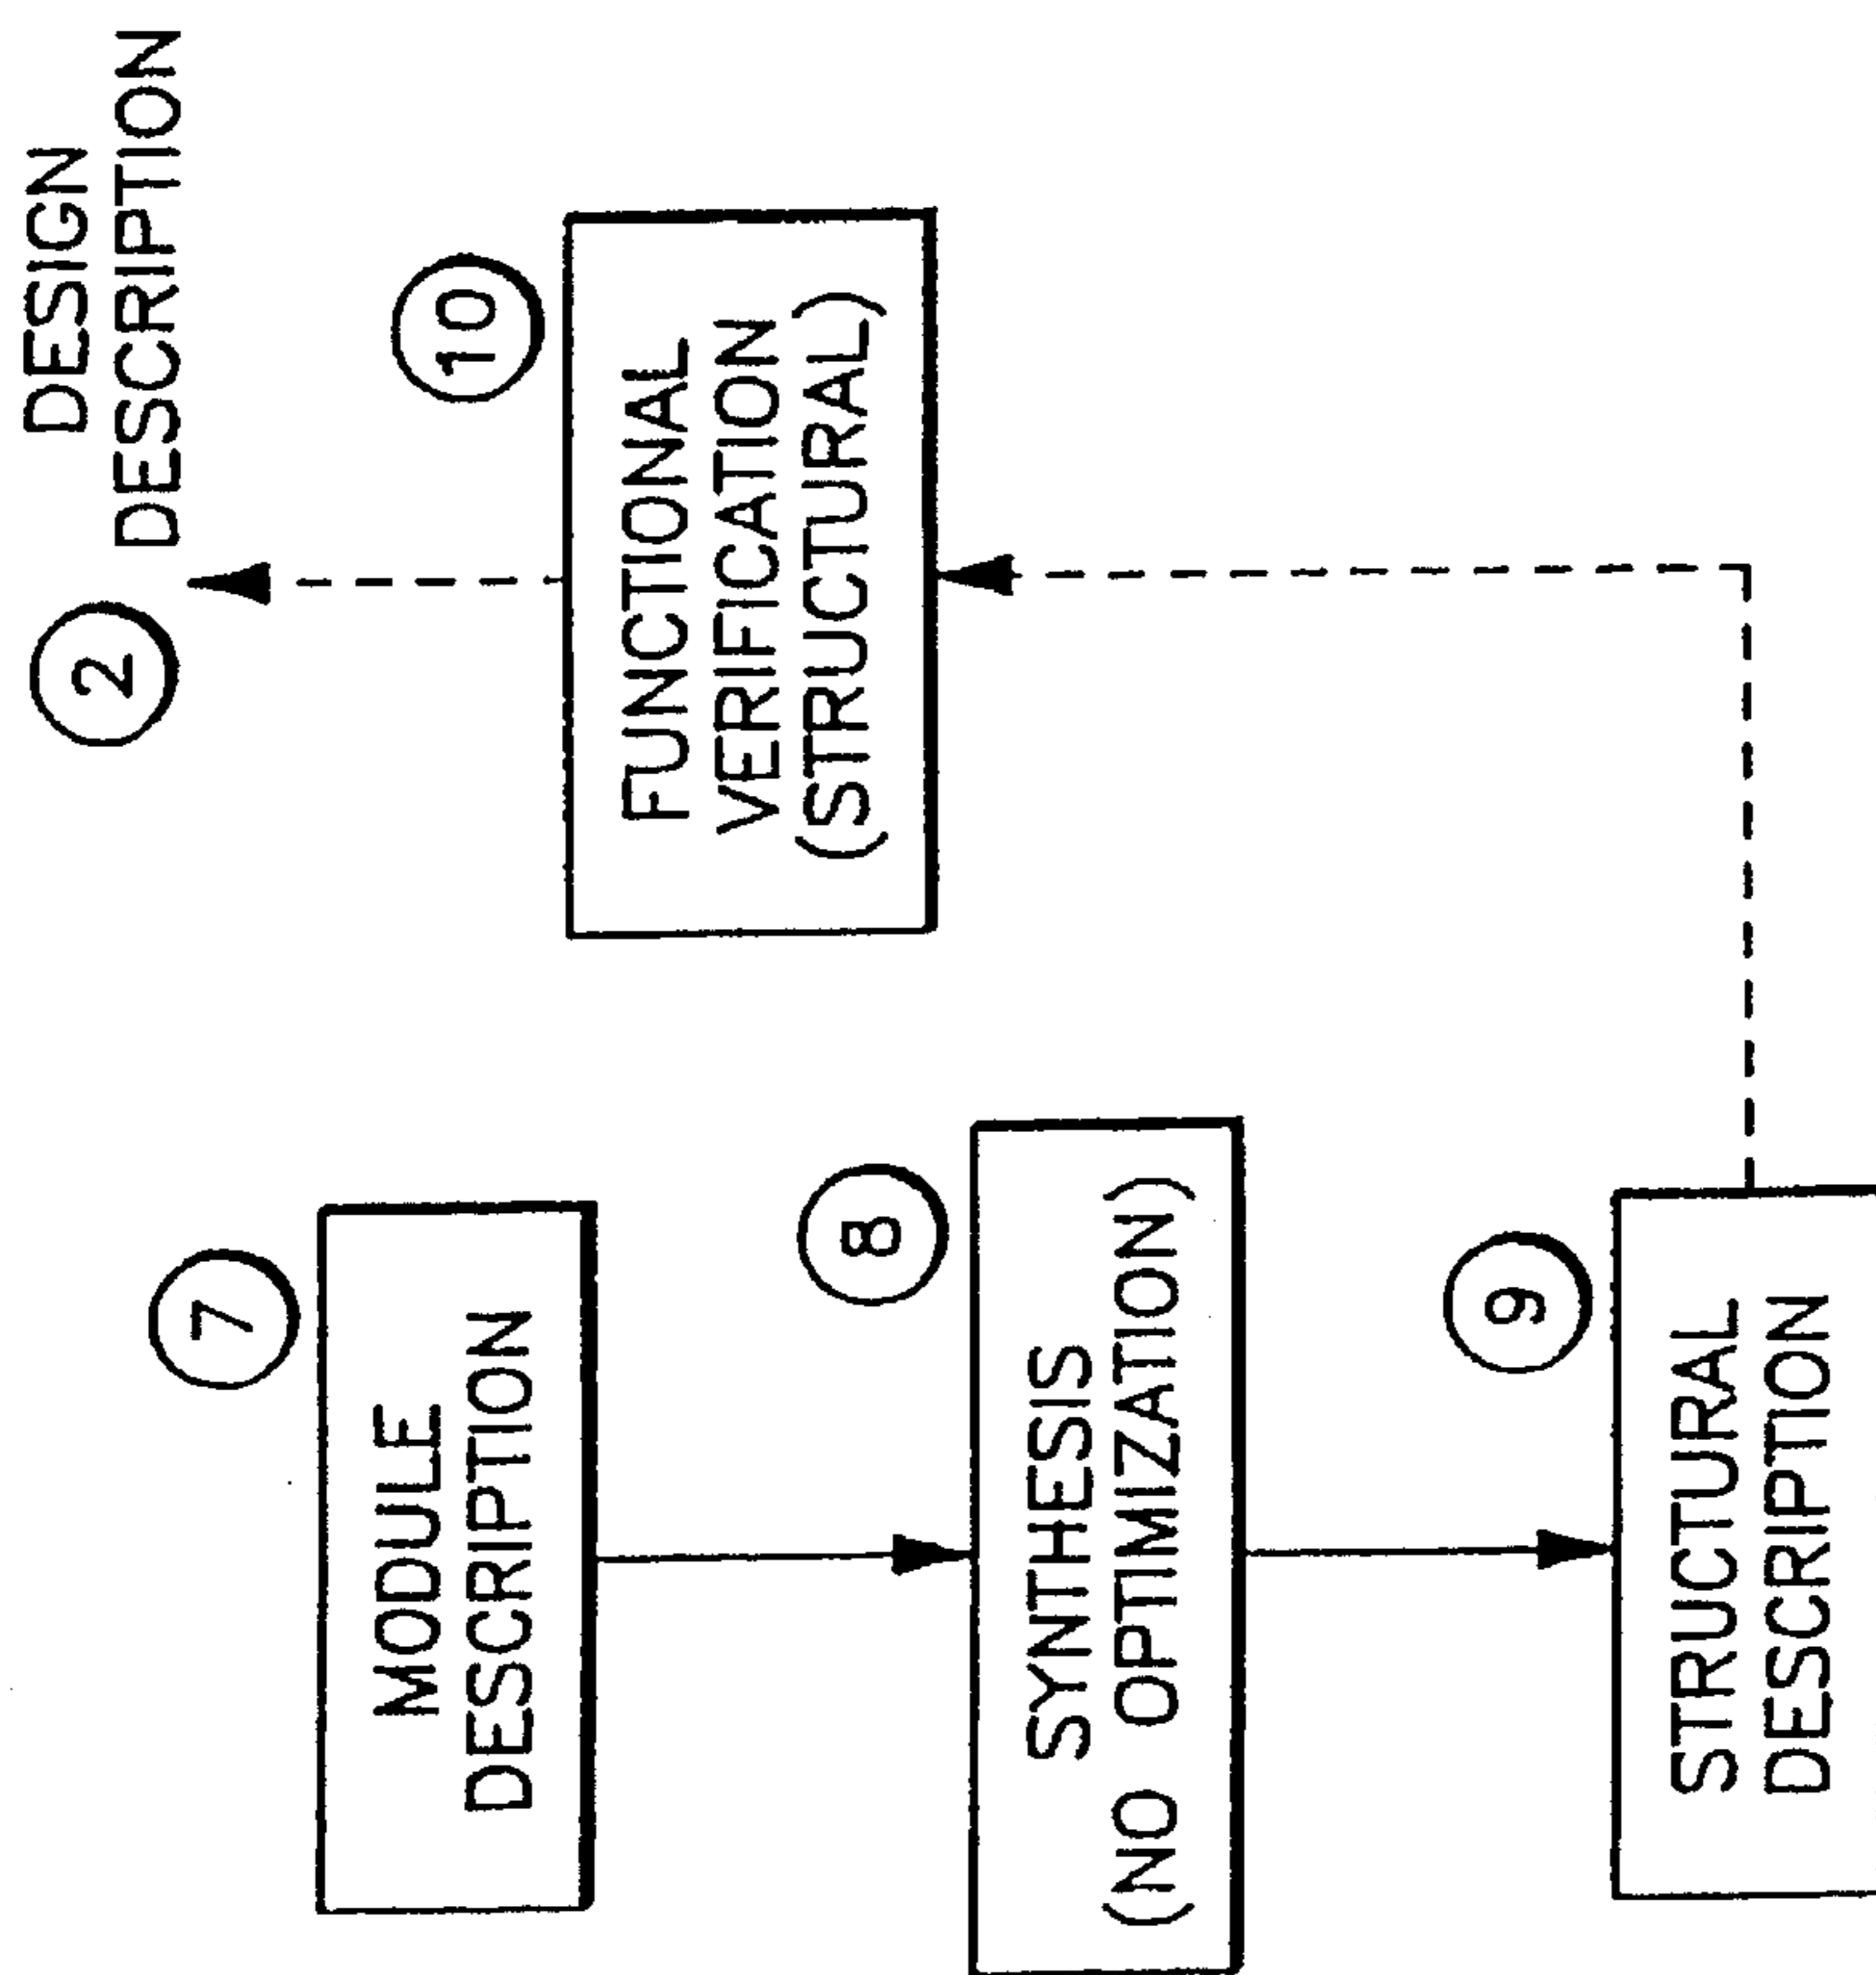 2
DESIGN
DESCRIPTION
10
FUNCTIONAL
VERIFICATION
(STRUCTURAL)
7
MODULE
DESCRIPTION
8
SYNTHESIS
(NO OPTIMIZATION)
9
STRUCTURAL
DESCRIPTION